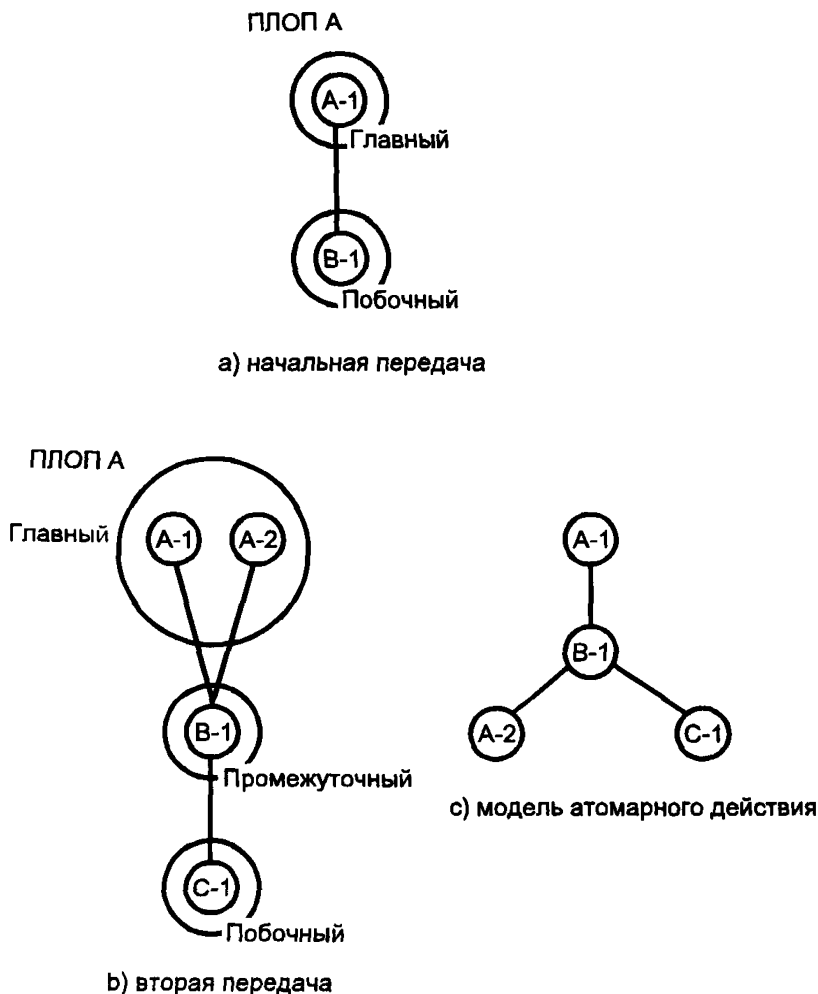 ПЛОП А
А-1
Главный
В-1
Побочный
а) начальная передача
ПЛОП А
Главный
А-1
А-2
В-1
Промежуточный
С-1
Побочный
b) вторая передача
А-1
В-1
А-2
С-1
с) модель атомарного действия